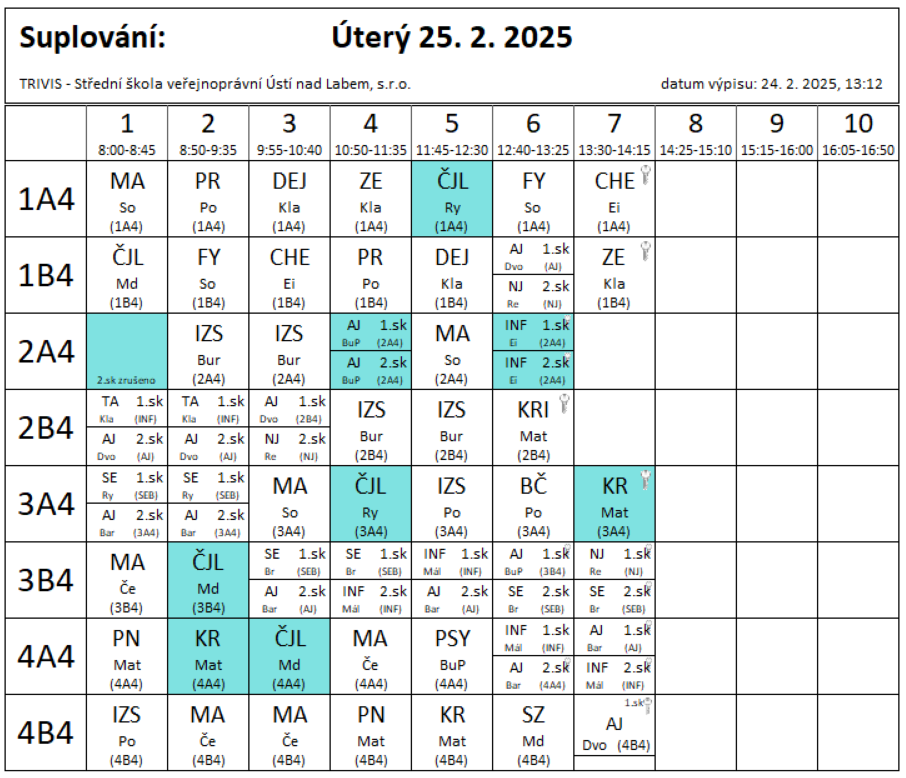 Suplování: Úterý 25. 2. 2025
TRIVIS - Střední škola veřejnoprávní Ústí nad Labem, s.r.o. datum výpisu: 24. 2. 2025, 13:12
1 2 3 4 5 6 7 8 9 10
8:00-8:45 8:50-9:35 9:55-10:40 10:50-11:35 11:45-12:30 12:40-13:25 13:30-14:15 14:25-15:10 15:15-16:00 16:05-16:50
1A4
MA PR DEJ ZE ČJL FY CHE
So Po Kla Kla Ry So Ei
(1A4) (1A4) (1A4) (1A4) (1A4) (1A4) (1A4)
1B4
ČJL FY CHE PR DEJ AJ 1.sk ZE
Md So Ei Po Kla Dvo (AJ) Kla
(1B4) (1B4) (1B4) (1B4) (1B4) NJ 2.sk (1B4)
Re (NJ)
2A4
IZS IZS AJ 1.sk MA INF 1.sk
Bur Bur BuP (2A4) So Ei (2A4)
2.sk zrušeno (2A4) (2A4) AJ 2.sk (2A4) INF 2.sk
BuP (2A4) Ei (2A4)
2B4
TA 1.sk TA 1.sk AJ 1.sk IZS IZS KRI
Kla (INF) Kla (INF) Dvo (2B4) Bur Bur Mat
AJ 2.sk AJ 2.sk NJ 2.sk (2B4) (2B4) (2B4)
Dvo (AJ) Dvo (AJ) Re (NJ)
3A4
SE 1.sk SE 1.sk MA ČJL IZS BČ KR
Ry (SEB) Ry (SEB) So Ry Po Po Mat
AJ 2.sk AJ 2.sk (3A4) (3A4) (3A4) (3A4) (3A4)
Bar (3A4) Bar (3A4)
3B4
MA ČJL SE 1.sk SE 1.sk INF 1.sk AJ 1.sk NJ 1.sk
Če Md Br (SEB) Br (SEB) Mál (INF) BuP (3B4) Re (NJ)
(3B4) (3B4) AJ 2.sk INF 2.sk AJ 2.sk SE 2.sk SE 2.sk
Bar (AJ) Mál (INF) Bar (AJ) Br (SEB) Br (SEB)
4A4
PN KR ČJL MA PSY INF 1.sk AJ 1.sk
Mat Mat Md Če BuP Mál (INF) Bar (AJ)
(4A4) (4A4) (4A4) (4A4) (4A4) AJ 2.sk INF 2.sk
Bar (4A4) Mál (INF)
4B4
IZS MA MA PN KR SZ 1.sk
Po Če Če Mat Mat Md AJ
(4B4) (4B4) (4B4) (4B4) (4B4) (4B4) Dvo (4B4)